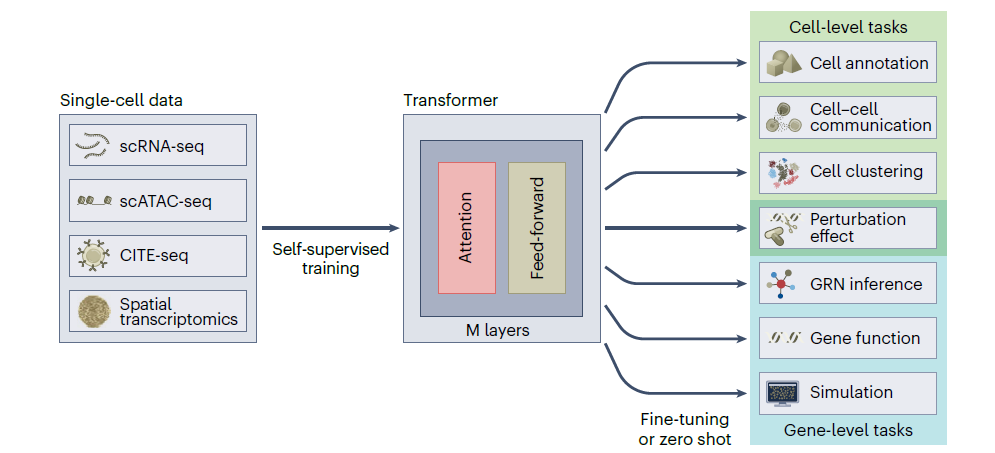 Single-cell data
scRNA-seq
scATAC-seq
CITE-seq
Spatial
transcriptomics
Self-supervised
training
Transformer
Attention
Feed-forward
M layers
Fine-tuning
or zero shot
Cell-level tasks
Cell annotation
Cell–cell
communication
Cell clustering
Perturbation
effect
GRN inference
Gene function
Simulation
Gene-level tasks